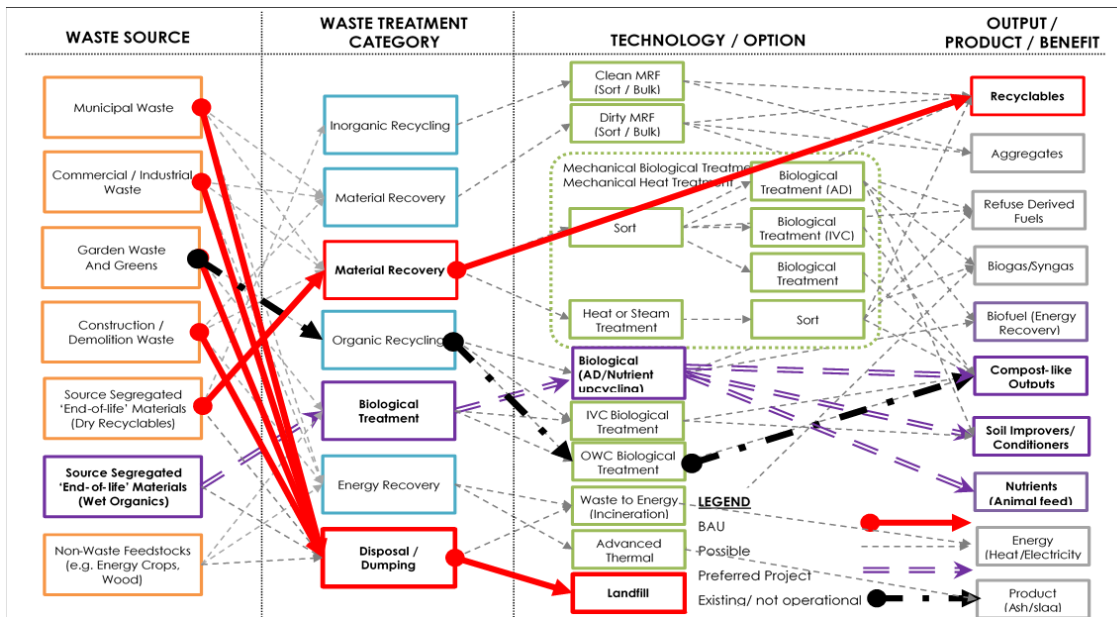 WASTE SOURCE
WASTE TREATMENT
CATEGORY
TECHNOLOGY / OPTION
OUTPUT /
PRODUCT / BENEFIT
Municipal Waste
Commercial / Industrial
Waste
Garden Waste
And Greens
Construction /
Demolition Waste
Source Segregated
'End-of-life' Materials
(Dry Recyclables)
Source Segregated
'End-of-life' Materials
(Wet Organics)
Non-Waste Feedstocks
(e.g. Energy Crops,
Wood)
Inorganic Recycling
Material Recovery
Material Recovery
Organic Recycling
Biological
Treatment
Energy Recovery
Disposal /
Dumping
Clean MRF
(Sort / Bulk)
Dirty MRF
(Sort / Bulk)
Mechanical Biological Treatme
Mechanical Heat Treatment
Sort
Biological
Treatment (AD)
Biological
Treatment (IVC)
Biological
Treatment
Heat or Steam
Treatment
Sort
Biological
(AD/Nutrient
upcycling)
IVC Biological
Treatment
OWC Biological
Treatment
Waste to Energy
(Incineration)
Advanced
Thermal
Landfill
Recyclables
Aggregates
Refuse Derived
Fuels
Biogas/Syngas
Biofuel (Energy
Recovery)
Compost-like
Outputs
Soil Improvers/
Conditioners
Nutrients
(Animal feed)
Energy
(Heat/Electricity
Product
(Ash/slag)
LEGEND
BAU
Possible
Preferred Project
Existing/ not operational